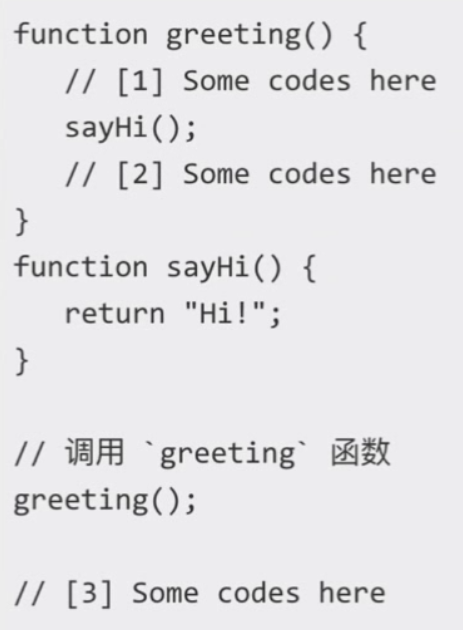 function greeting() {
// [1] Some codes here
sayHi();
// [2] Some codes here
}
function sayHi() {
return "Hi!";
}
// 调用 `greeting` 函数
greeting();
// [3] Some codes here